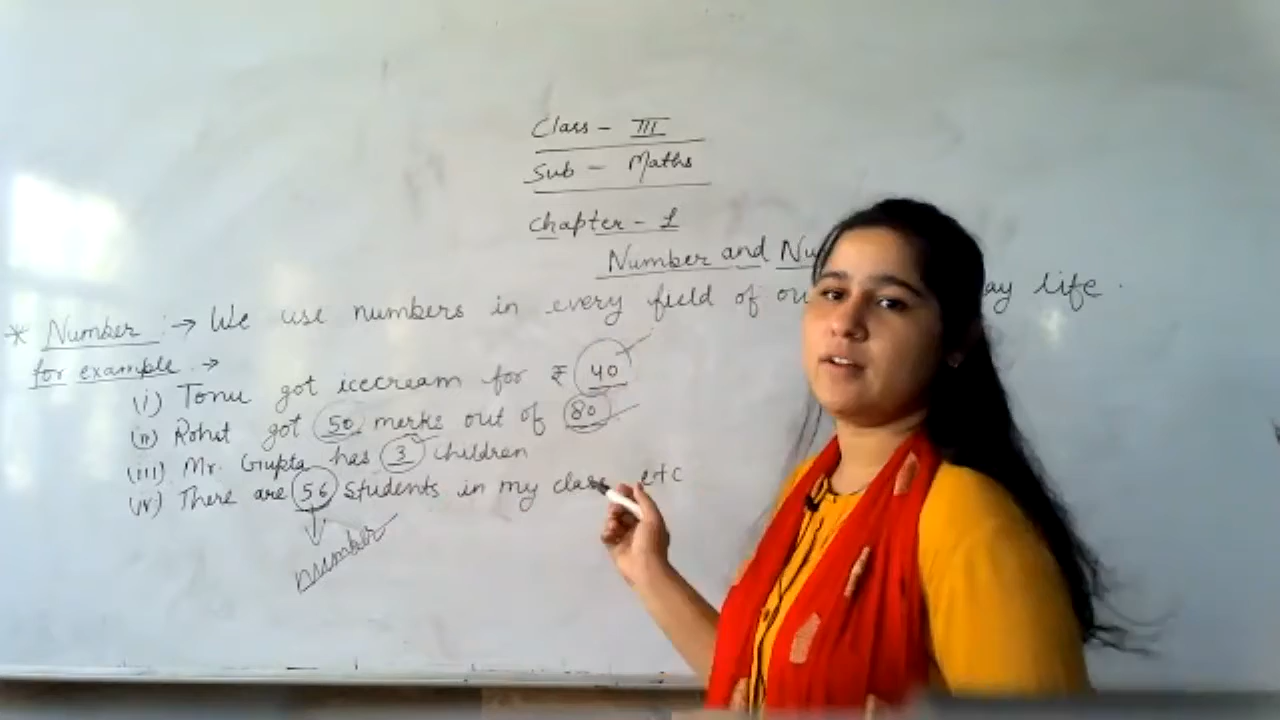 Class - III
Sub - Maths
Chapter - 1
Number and Nu
* Number :→ We use numbers in every field of ou ay life.
for example :→
(i) Tonu got icecream for ₹ 40
(ii) Rohit got 50 merks out of 80
(iii) Mr. Gupta has 3 children
(iv) There are 56 students in my class etc
Number